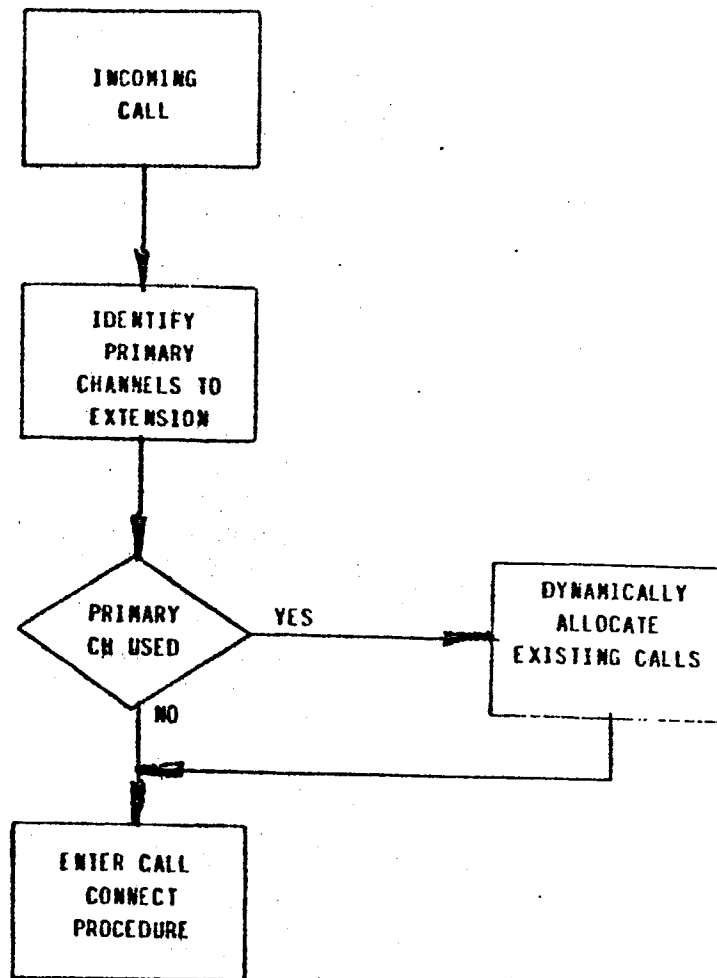 INCOMING
CALL
IDENTIFY
PRIMARY
CHANNELS TO
EXTENSION
PRIMARY
CH USED
YES
DYNAMICALLY
ALLOCATE
EXISTING CALLS
NO
ENTER CALL
CONNECT
PROCEDURE